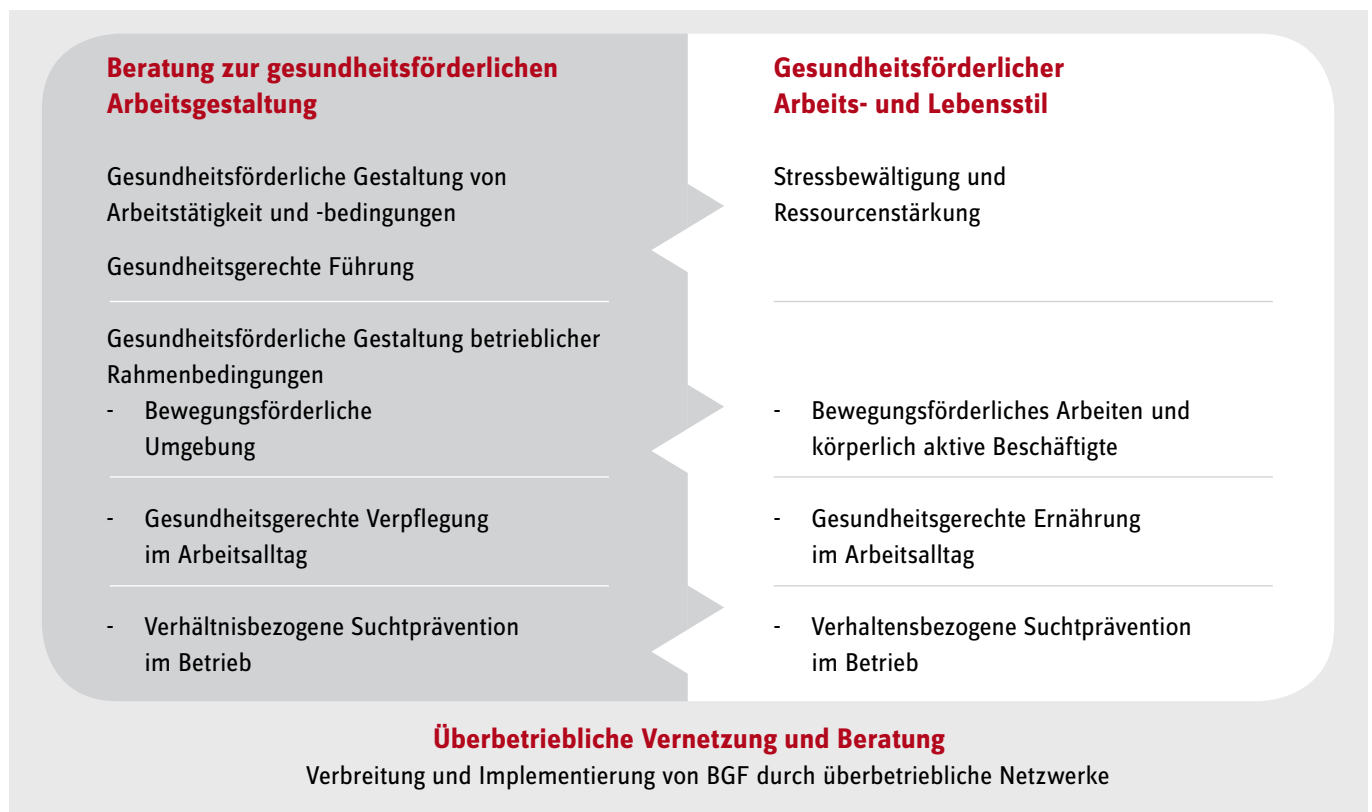 Beratung zur gesundheitsförderlichen
Arbeitsgestaltung
Gesundheitsförderliche Gestaltung von
Arbeitstätigkeit und -bedingungen
Gesundheitsgerechte Führung
Gesundheitsförderliche Gestaltung betrieblicher
Rahmenbedingungen
- Bewegungsförderliche
Umgebung
- Gesundheitsgerechte Verpflegung
im Arbeitsalltag
- Verhältnisbezogene Suchtprävention
im Betrieb
Gesundheitsförderlicher
Arbeits- und Lebensstil
Stressbewältigung und
Ressourcenstärkung
- Bewegungsförderliches Arbeiten und
körperlich aktive Beschäftigte
- Gesundheitsgerechte Ernährung
im Arbeitsalltag
- Verhaltensbezogene Suchtprävention
im Betrieb
Überbetriebliche Vernetzung und Beratung
Verbreitung und Implementierung von BGF durch überbetriebliche Netzwerke